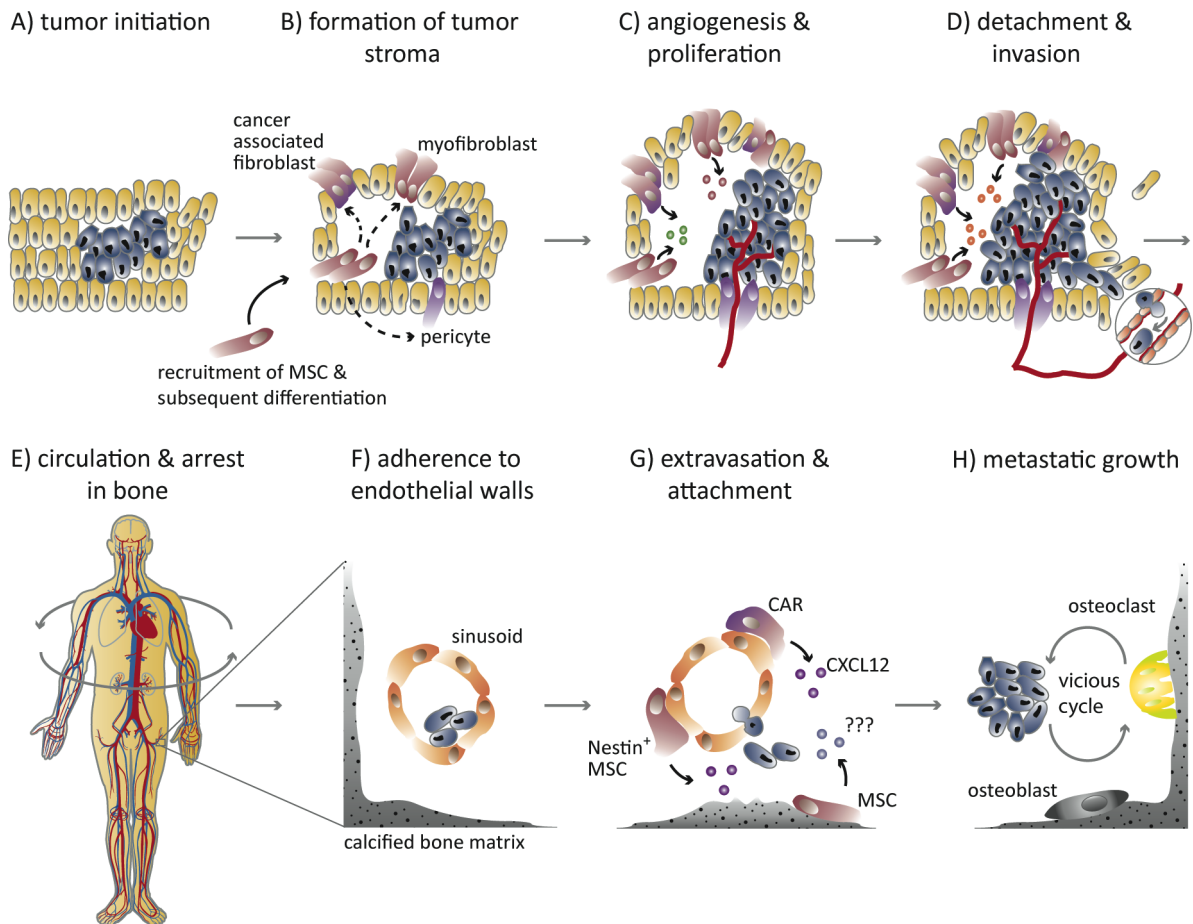 A) tumor initiation
B) formation of tumor
stroma
C) angiogenesis &
proliferation
D) detachment &
invasion
cancer
associated
fibroblast
myofibroblast
pericyte
recruitment of MSC &
subsequent differentiation
E) circulation & arrest
in bone
F) adherence to
endothelial walls
G) extravasation &
attachment
H) metastatic growth
sinusoid
calcified bone matrix
CAR
CXCL12
???
Nestin⁺
MSC
MSC
osteoclast
vicious
cycle
osteoblast